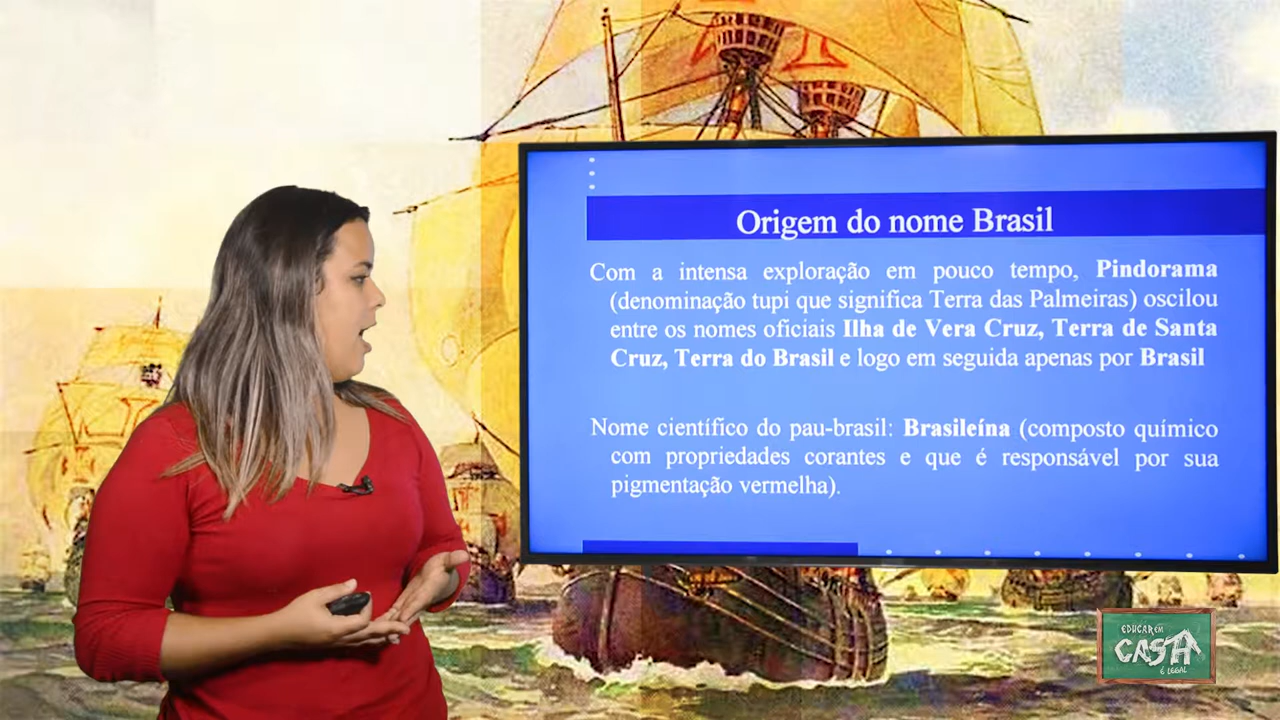 Origem do nome Brasil
Com a intensa exploração em pouco tempo, Pindorama
(denominação tupi que significa Terra das Palmeiras) oscilou
entre os nomes oficiais Ilha de Vera Cruz, Terra de Santa
Cruz, Terra do Brasil e logo em seguida apenas por Brasil
Nome científico do pau-brasil: Brasileína (composto químico
com propriedades corantes e que é responsável por sua
pigmentação vermelha).
EDUCAR EM
CASA
É LEGAL